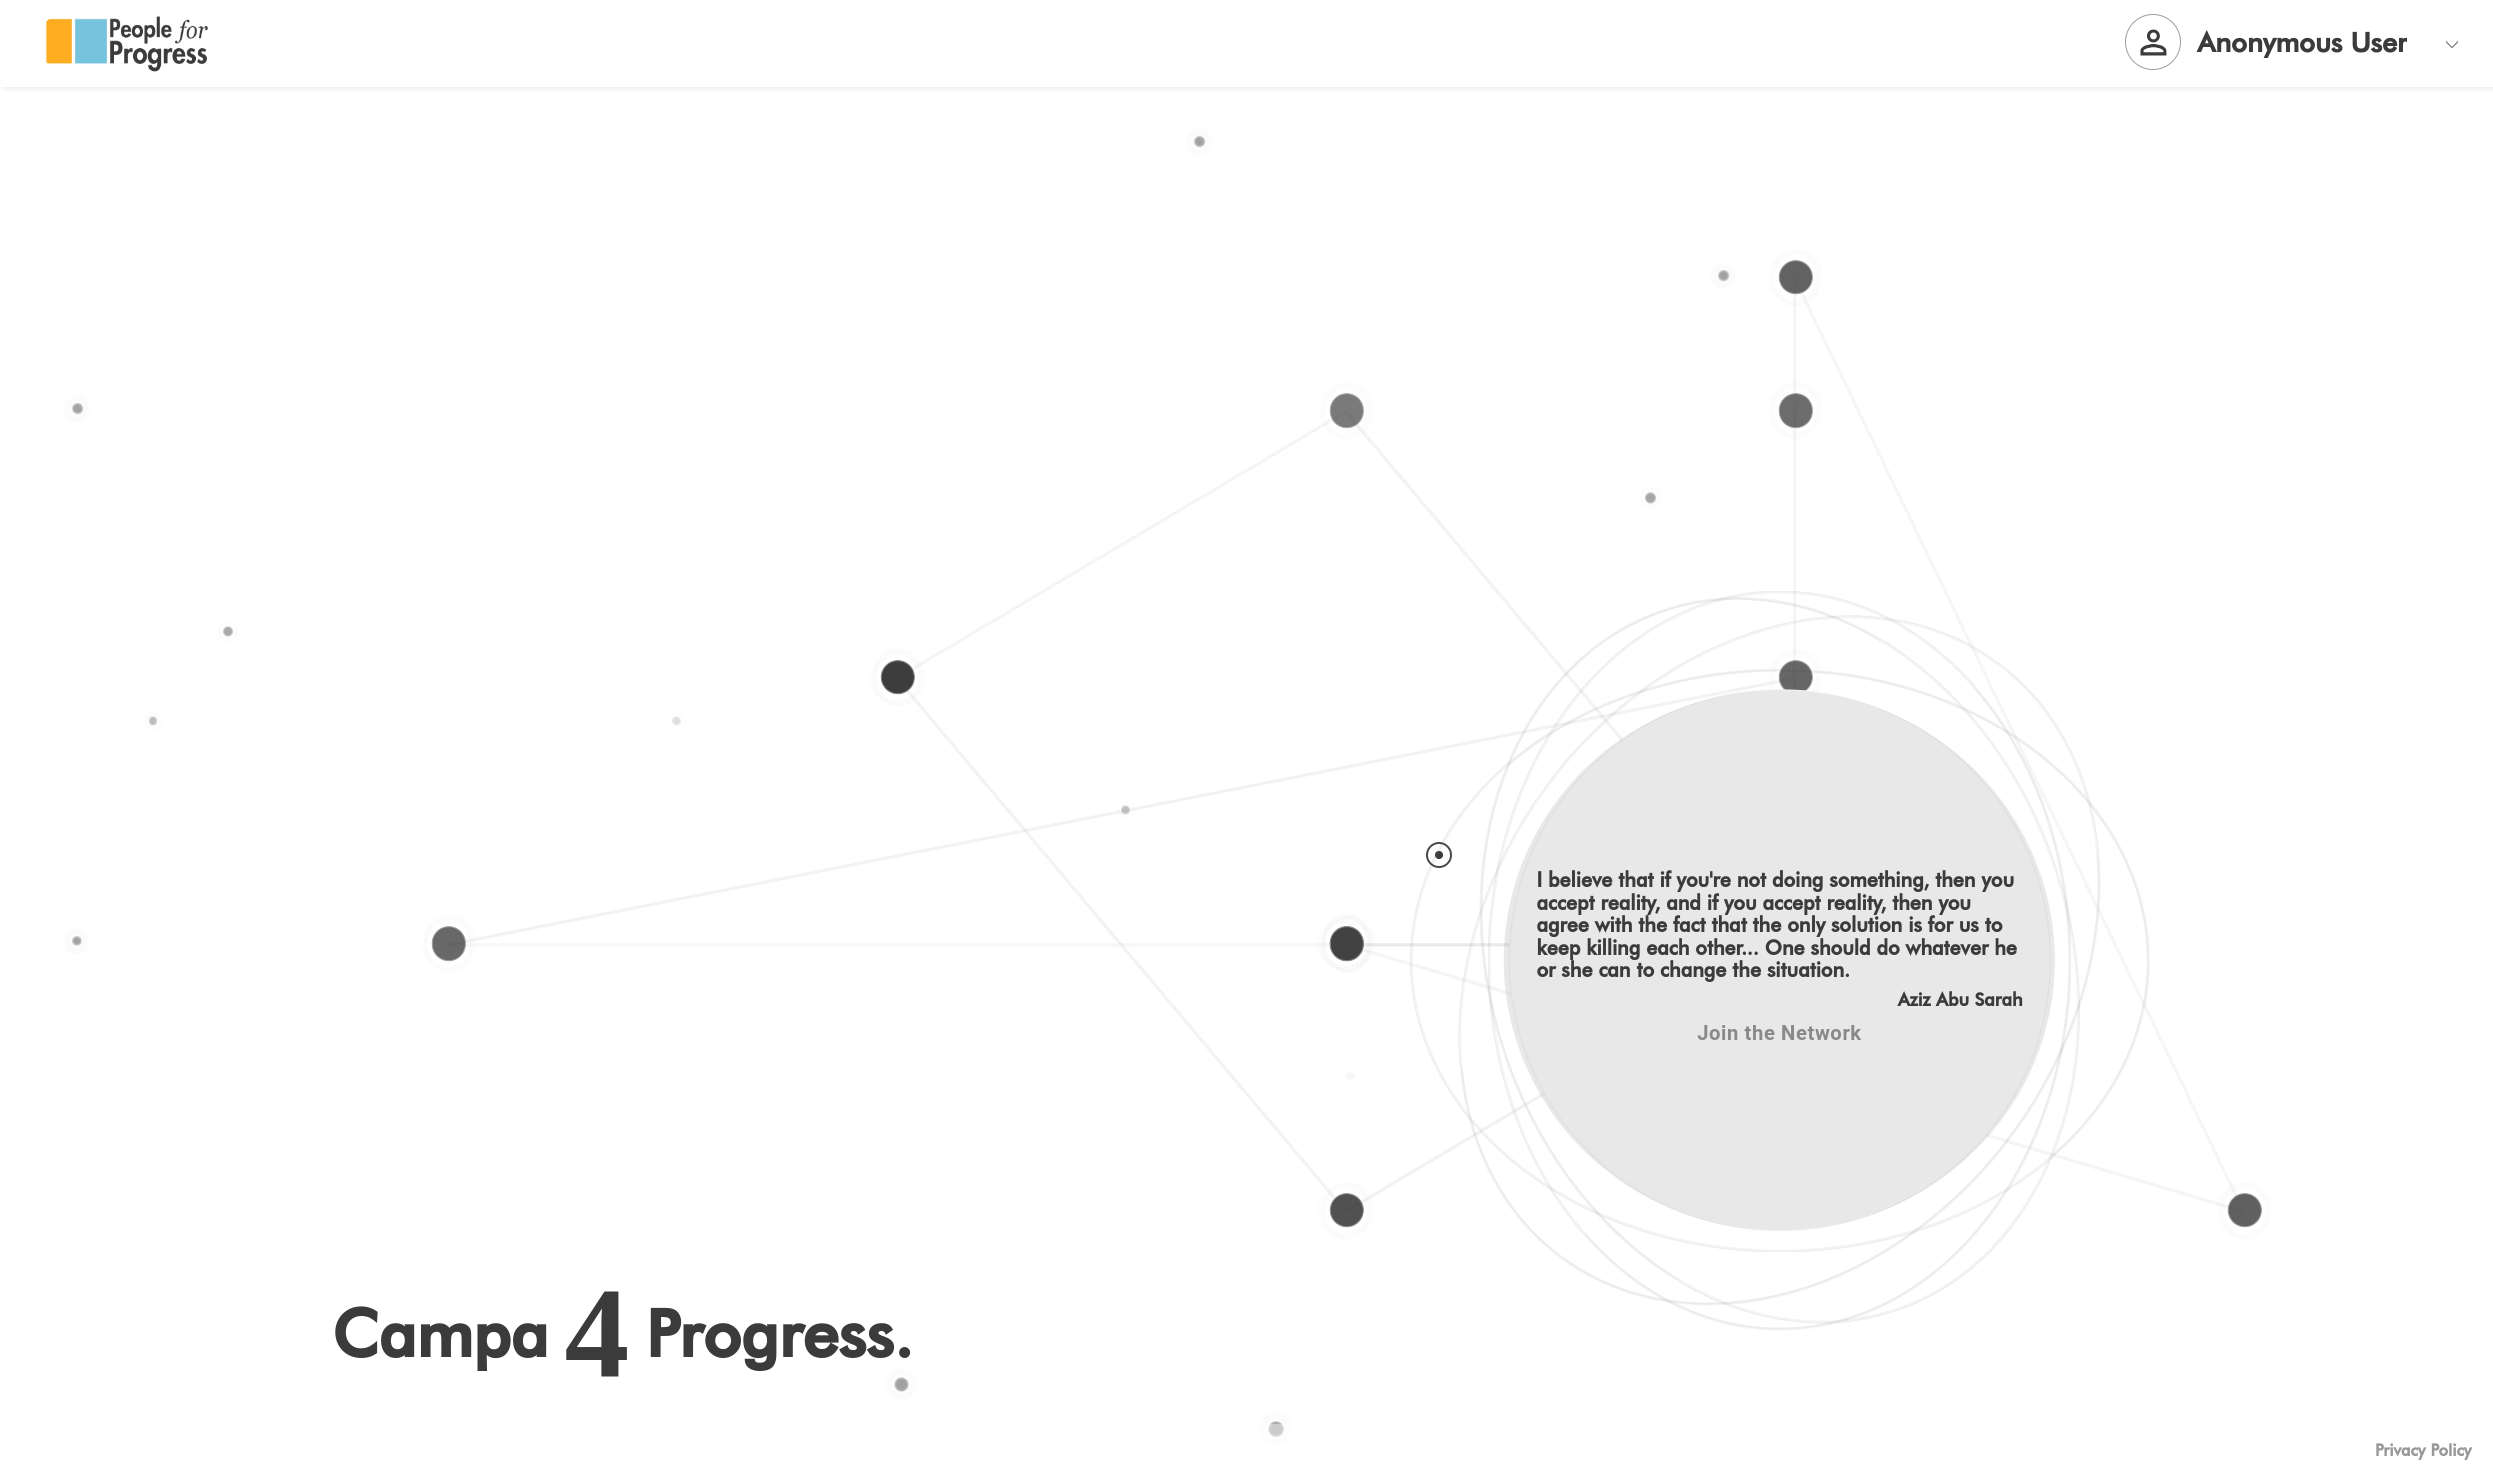 People for
Progress
Anonymous User
I believe that if you're not doing something, then you
accept reality, and if you accept reality, then you
agree with the fact that the only solution is for us to
keep killing each other... One should do whatever he
or she can to change the situation.
Aziz Abu Sarah
Join the Network
Campa 4 Progress.
Privacy Policy